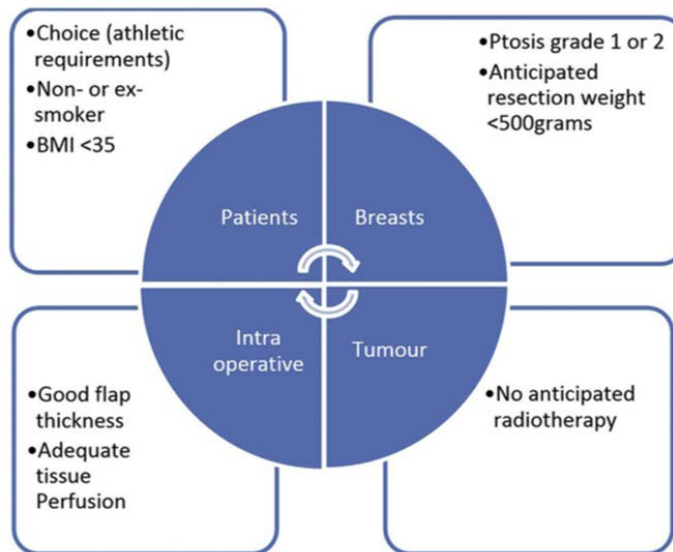 •Choice (athletic
requirements)
•Non- or ex-
smoker
•BMI <35
•Ptosis grade 1 or 2
•Anticipated
resection weight
<500grams
Patients
Breasts
Intra
operative
Tumour
•Good flap
thickness
•Adequate
tissue
Perfusion
•No anticipated
radiotherapy